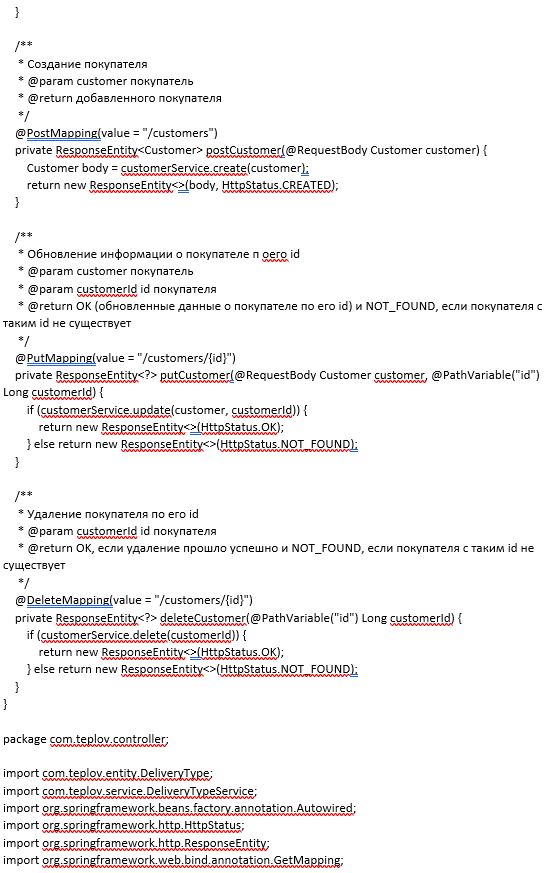 }
/**
* Создание покупателя
* @param customer покупатель
* @return добавленного покупателя
*/
@PostMapping(value = "/customers")
private ResponseEntity<Customer> postCustomer(@RequestBody Customer customer) {
Customer body = customerService.create(customer);
return new ResponseEntity<>(body, HttpStatus.CREATED);
}
/**
* Обновление информации о покупателе п оего id
* @param customer покупатель
* @param customerId id покупателя
* @return OK (обновленные данные о покупателе по его id) и NOT_FOUND, если покупателя с
таким id не существует
*/
@PutMapping(value = "/customers/{id}")
private ResponseEntity<?> putCustomer(@RequestBody Customer customer, @PathVariable("id")
Long customerId) {
if (customerService.update(customer, customerId)) {
return new ResponseEntity<>(HttpStatus.OK);
} else return new ResponseEntity<>(HttpStatus.NOT_FOUND);
}
/**
* Удаление покупателя по его id
* @param customerId id покупателя
* @return OK, если удаление прошло успешно и NOT_FOUND, если покупателя с таким id не
существует
*/
@DeleteMapping(value = "/customers/{id}")
private ResponseEntity<?> deleteCustomer(@PathVariable("id") Long customerId) {
if (customerService.delete(customerId)) {
return new ResponseEntity<>(HttpStatus.OK);
} else return new ResponseEntity<>(HttpStatus.NOT_FOUND);
}
}
package com.teplov.controller;
import com.teplov.entity.DeliveryType;
import com.teplov.service.DeliveryTypeService;
import org.springframework.beans.factory.annotation.Autowired;
import org.springframework.http.HttpStatus;
import org.springframework.http.ResponseEntity;
import org.springframework.web.bind.annotation.GetMapping;